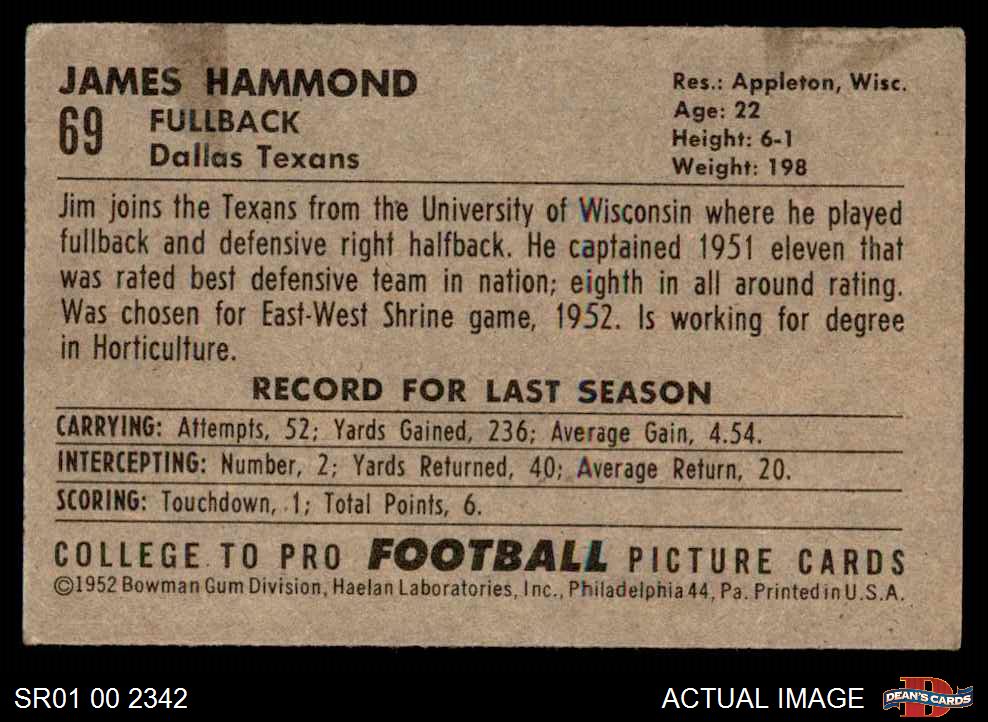 JAMES HAMMOND
69
FULLBACK
Dallas Texans
Res.: Appleton, Wisc.
Age: 22
Height: 6-1
Weight: 198
Jim joins the Texans from the University of Wisconsin where he played
fullback and defensive right halfback. He captained 1951 eleven that
was rated best defensive team in nation; eighth in all around rating.
Was chosen for East-West Shrine game, 1952. Is working for degree
in Horticulture.
RECORD FOR LAST SEASON
CARRYING: Attempts, 52; Yards Gained, 236; Average Gain, 4.54.
INTERCEPTING: Number, 2; Yards Returned, 40; Average Return, 20.
SCORING: Touchdown, 1; Total Points, 6.
COLLEGE TO PRO FOOTBALL PICTURE CARDS
©1952 Bowman Gum Division, Haelan Laboratories, Inc., Philadelphia 44, Pa. Printed in U.S.A.
SR01 00 2342
ACTUAL IMAGE
D
DEAN'S CARDS